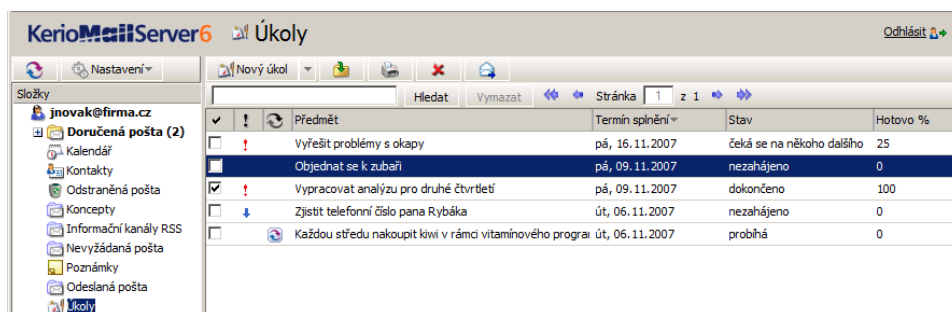 KerioMailServer6 Úkoly Odhlásit
Nastavení Nový úkol
Složky Hledat Vymazat Stránka 1 z 1
jnovak@firma.cz
Doručená pošta (2)
Kalendář
Kontakty
Odstraněná pošta
Koncepty
Informační kanály RSS
Nevyžádaná pošta
Poznámky
Odeslaná pošta
Úkoly
! Předmět Termín splnění Stav Hotovo %
! Vyřešit problémy s okapy pá, 16.11.2007 čeká se na někoho dalšího 25
Objednat se k zubaři pá, 09.11.2007 nezahájeno 0
! Vypracovat analýzu pro druhé čtvrtletí pá, 09.11.2007 dokončeno 100
Zjistit telefonní číslo pana Rybáka út, 06.11.2007 nezahájeno 0
Každou středu nakoupit kiwi v rámci vitamínového út, 06.11.2007 probíhá 0